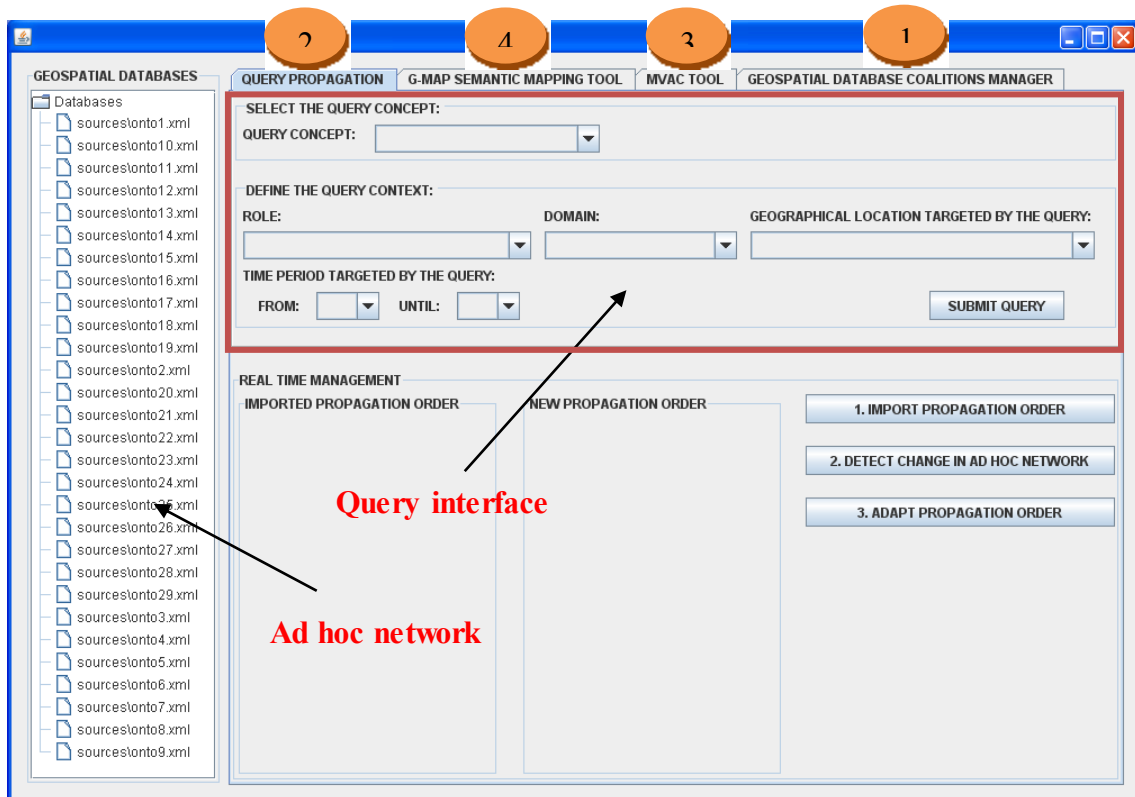 2 4 3 1
GEOSPATIAL DATABASES
Databases
sources\onto1.xml
sources\onto10.xml
sources\onto11.xml
sources\onto12.xml
sources\onto13.xml
sources\onto14.xml
sources\onto15.xml
sources\onto16.xml
sources\onto17.xml
sources\onto18.xml
sources\onto19.xml
sources\onto2.xml
sources\onto20.xml
sources\onto21.xml
sources\onto22.xml
sources\onto23.xml
sources\onto24.xml
sources\onto25.xml
sources\onto26.xml
sources\onto27.xml
sources\onto28.xml
sources\onto29.xml
sources\onto3.xml
sources\onto4.xml
sources\onto5.xml
sources\onto6.xml
sources\onto7.xml
sources\onto8.xml
sources\onto9.xml
QUERY PROPAGATION G-MAP SEMANTIC MAPPING TOOL MVAC TOOL GEOSPATIAL DATABASE COALITIONS MANAGER
SELECT THE QUERY CONCEPT:
QUERY CONCEPT:
DEFINE THE QUERY CONTEXT:
ROLE: DOMAIN: GEOGRAPHICAL LOCATION TARGETED BY THE QUERY:
TIME PERIOD TARGETED BY THE QUERY:
FROM: UNTIL: SUBMIT QUERY
REAL TIME MANAGEMENT
IMPORTED PROPAGATION ORDER NEW PROPAGATION ORDER
1. IMPORT PROPAGATION ORDER
2. DETECT CHANGE IN AD HOC NETWORK
3. ADAPT PROPAGATION ORDER
Query interface
Ad hoc network